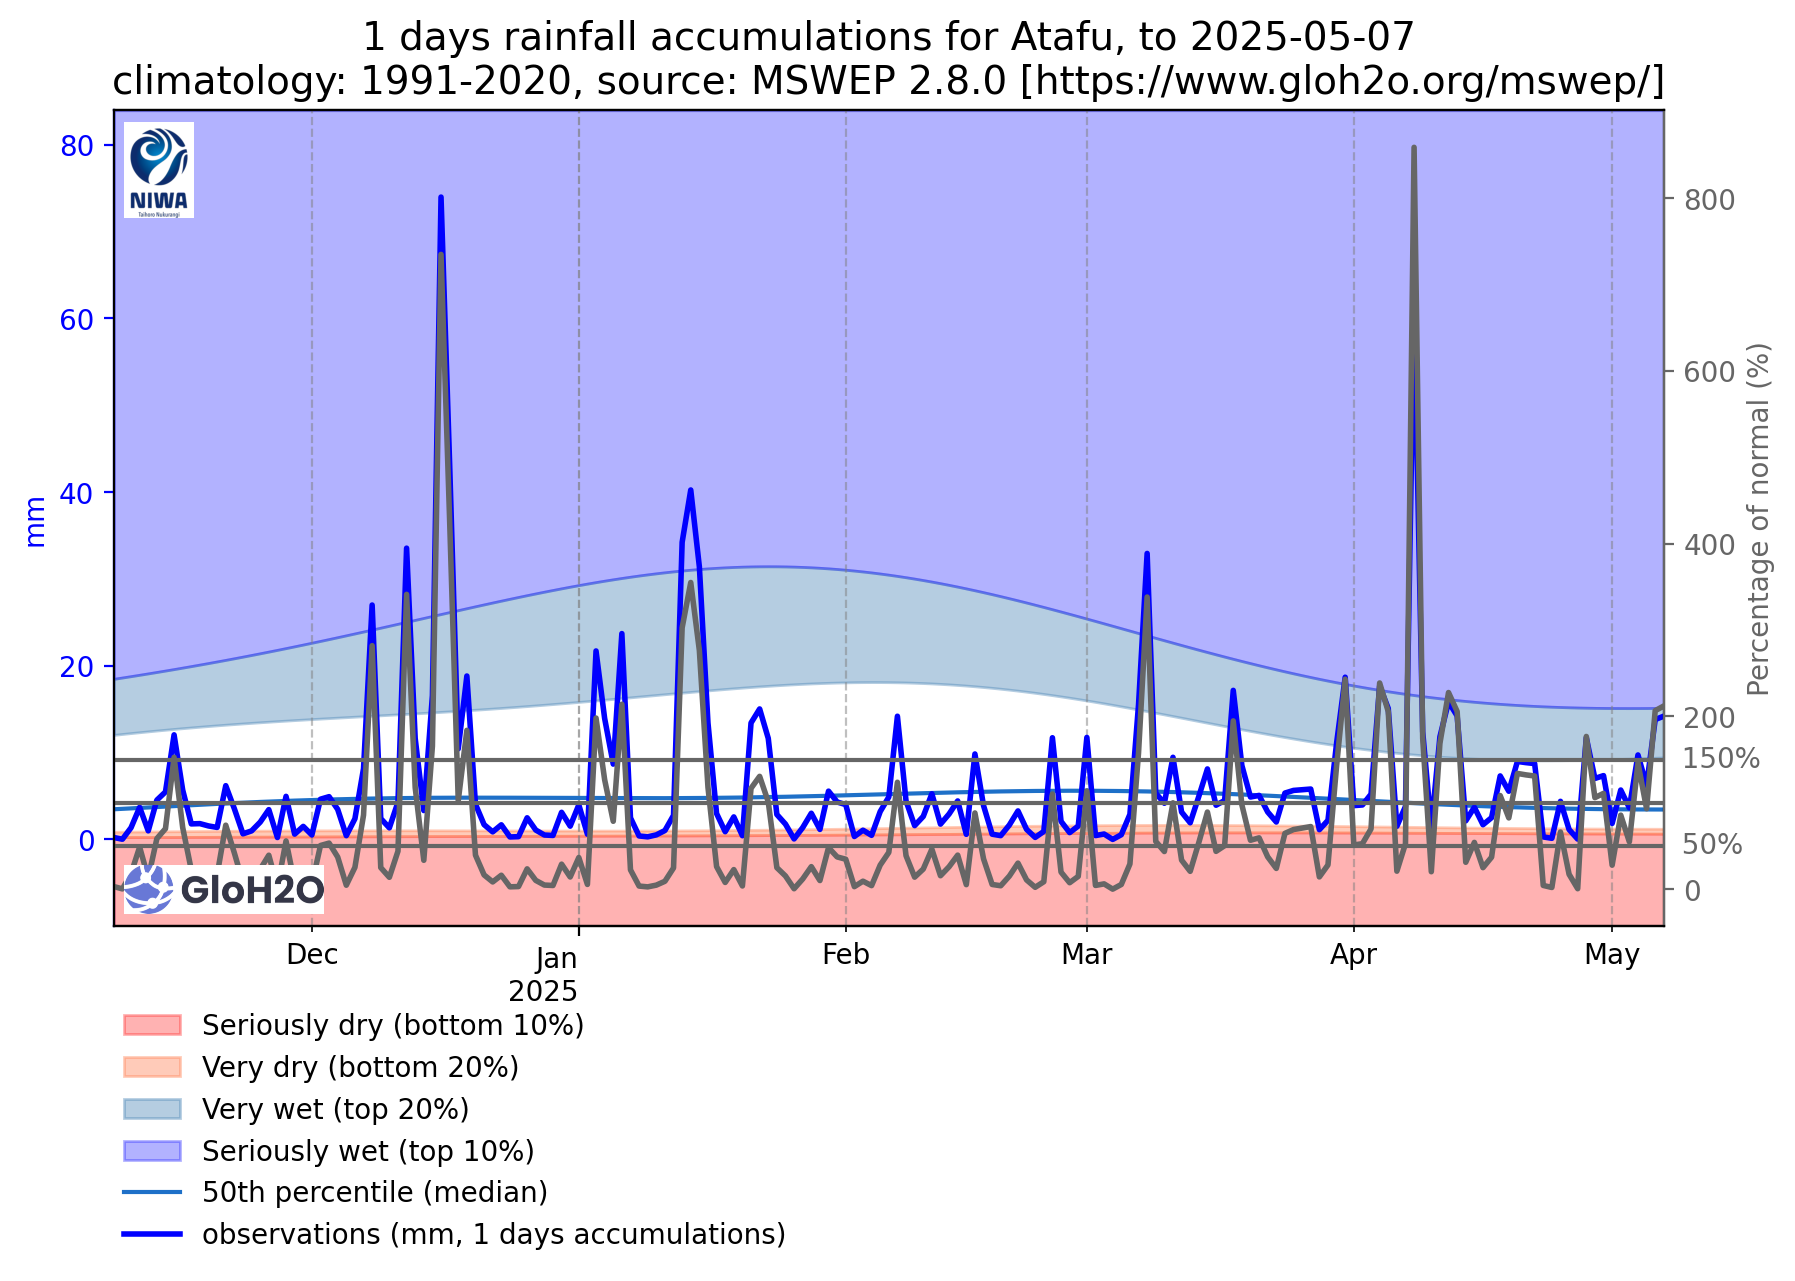 1 days rainfall accumulations for Atafu, to 2025-05-07
climatology: 1991-2020, source: MSWEP 2.8.0 [https://www.gloh2o.org/mswep/]
NIWA
Taihoro Nukurangi
80
60
40
20
0
mm
800
600
400
200
150%
50%
0
Percentage of normal (%)
GloH2O
Dec
Jan
2025
Feb
Mar
Apr
May
Seriously dry (bottom 10%)
Very dry (bottom 20%)
Very wet (top 20%)
Seriously wet (top 10%)
50th percentile (median)
observations (mm, 1 days accumulations)